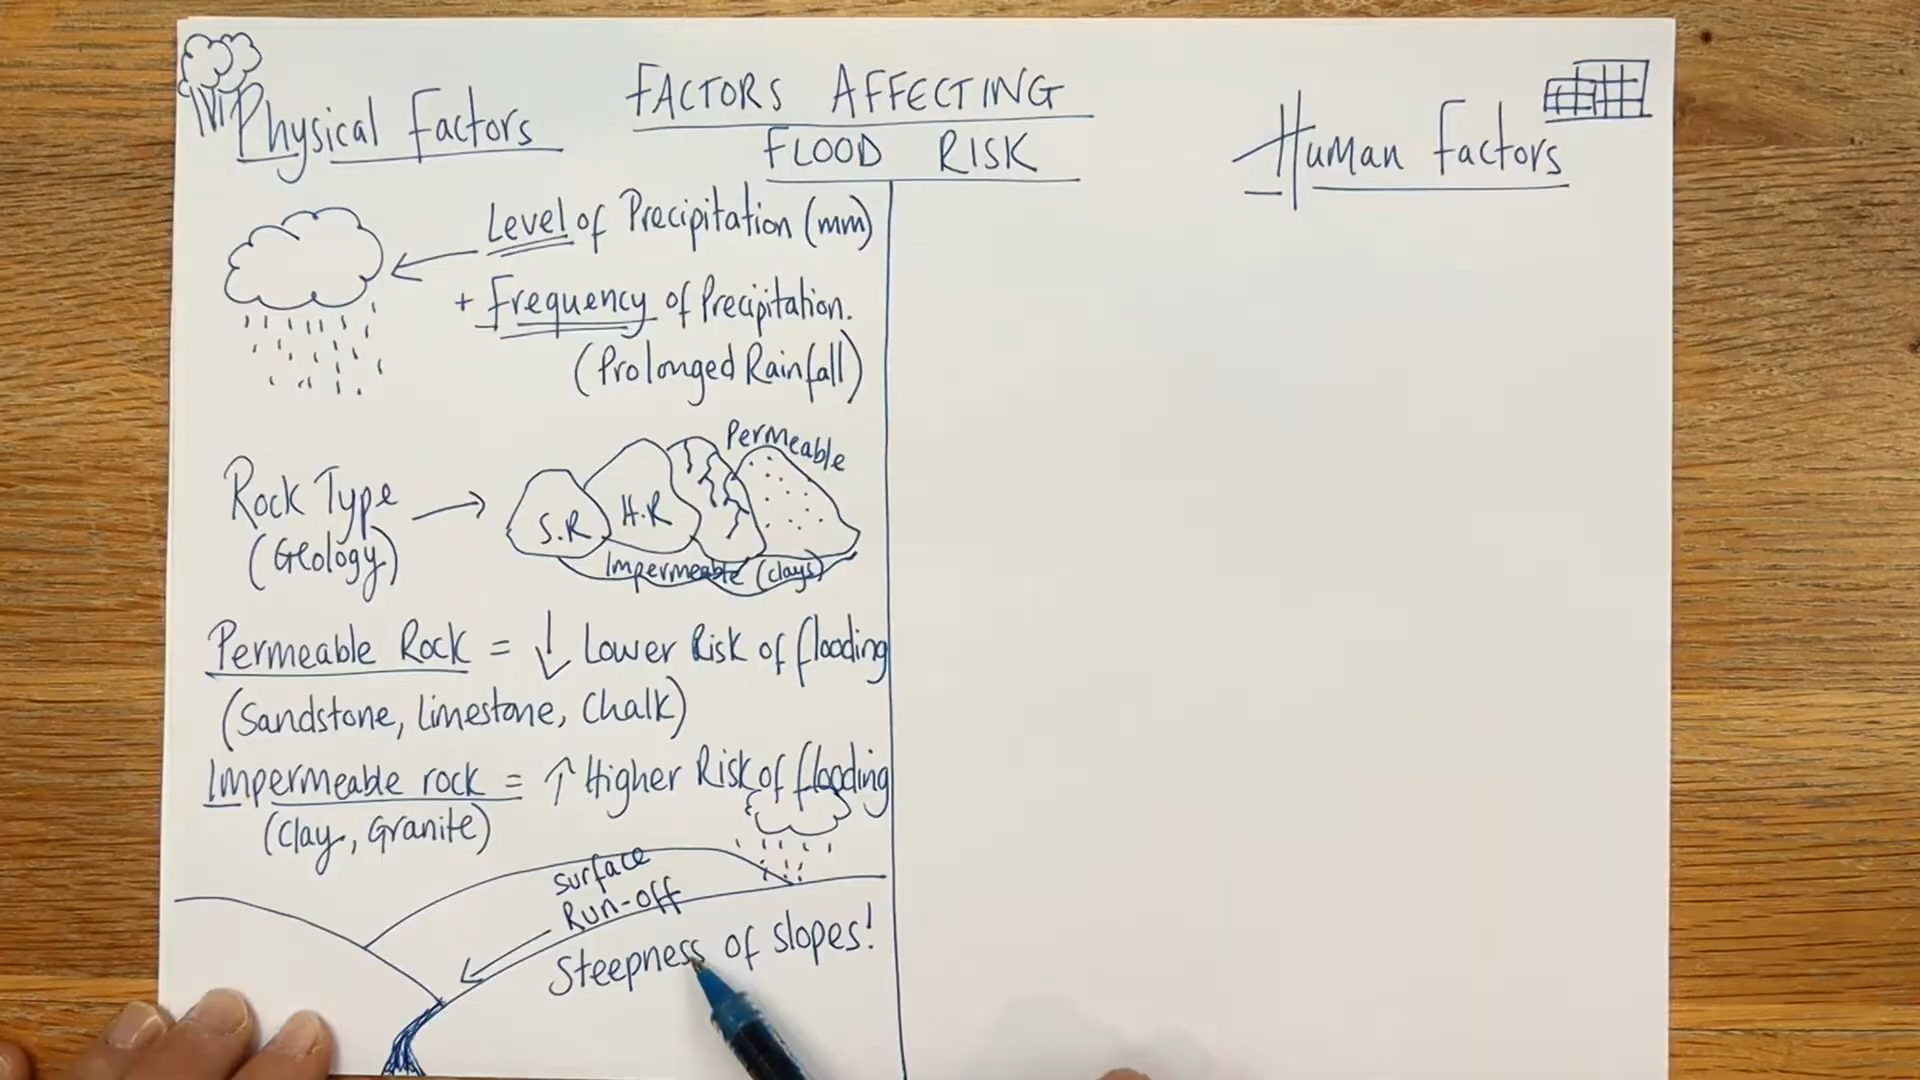 FACTORS AFFECTING
FLOOD RISK
Physical Factors
Level of Precipitation (mm)
+ Frequency of Precipitation.
(Prolonged Rainfall)
Rock Type →
(Geology)
Permeable
S.R
H.R
Impermeable (clays)
Permeable Rock = ↓ Lower Risk of flooding
(Sandstone, Limestone, Chalk)
Impermeable rock = ↑ Higher Risk of flooding
(Clay, Granite)
Surface
Run-off
Steepness of slopes!
Human Factors